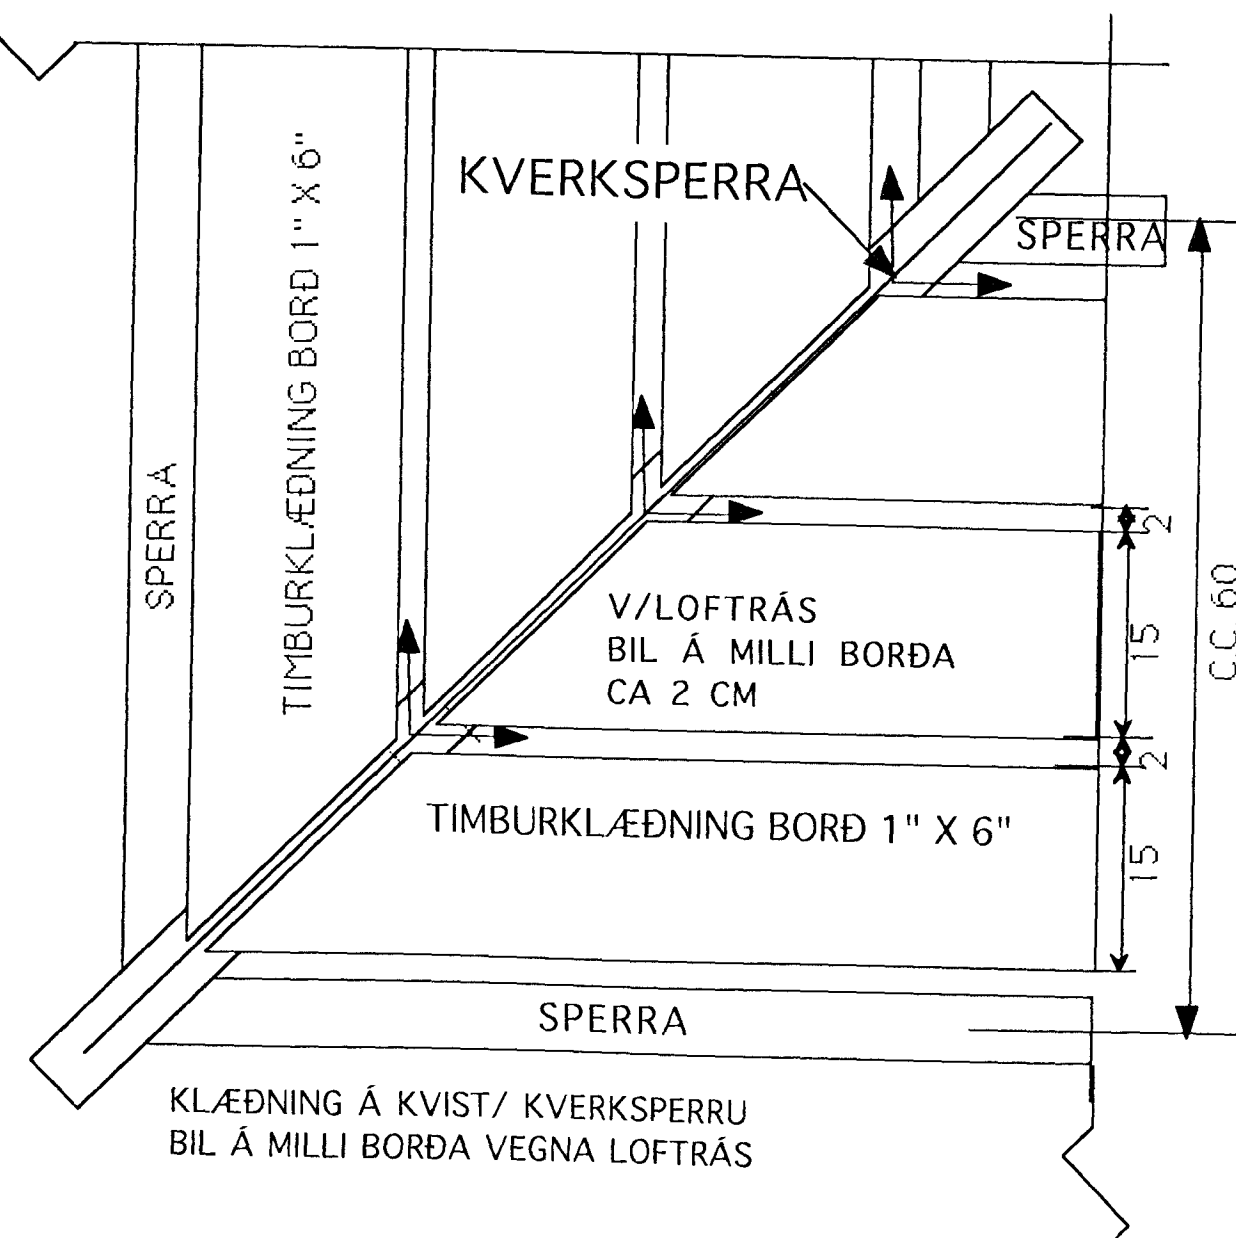 KVERKSPERRA
SPERRA
TIMBURKLÆÐNING BORÐ 1" X 6"
SPERRA
2
15
C.C. 60
V/LOFTRÁS
BIL Á MILLI BORÐA
CA 2 CM
2
TIMBURKLÆÐNING BORÐ 1" X 6"
15
SPERRA
KLÆÐNING Á KVIST/ KVERKSPERRU
BIL Á MILLI BORÐA VEGNA LOFTRÁS